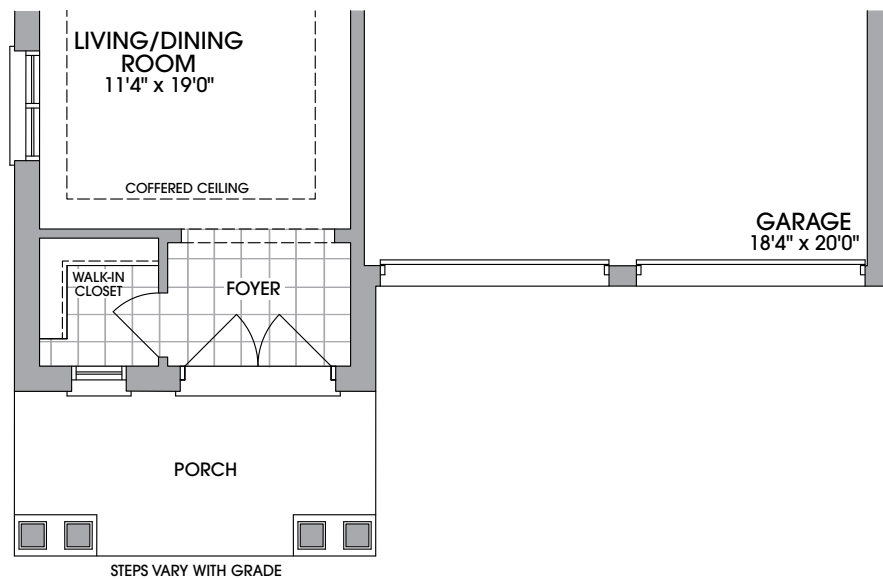 LIVING/DINING
ROOM
11'4" x 19'0"
COFFERED CEILING
GARAGE
18'4" x 20'0"
WALK-IN
CLOSET
FOYER
PORCH
STEPS VARY WITH GRADE